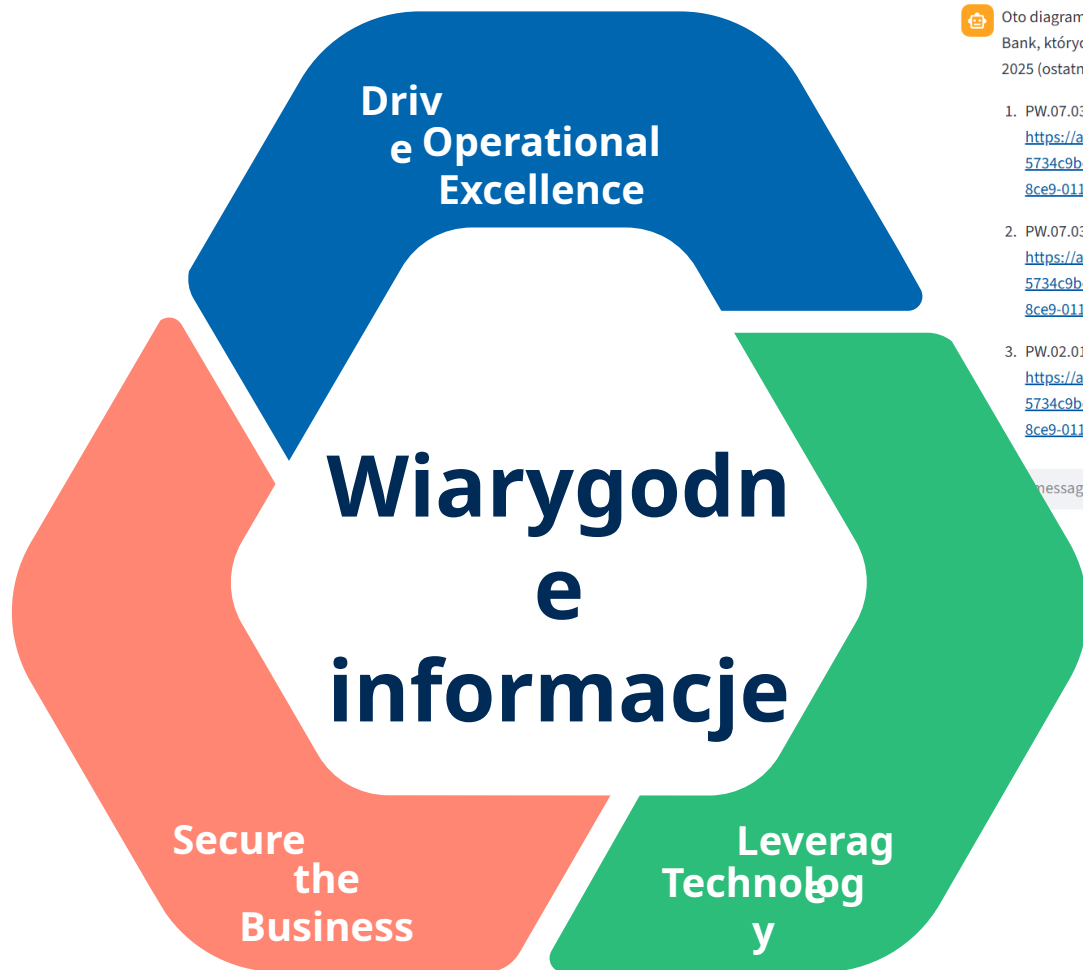 Driv
e
Operational
Excellence
Wiarygodn
e
informacje
Secure
the
Business
Leverag
e
Technolog
y
Oto diagram
Bank, któryc
2025 (ostatn
1. PW.07.03
https://a
5734c9b
8ce9-011
2. PW.07.03
https://a
5734c9b
8ce9-011
3. PW.02.01
https://a
5734c9b
8ce9-011
messag